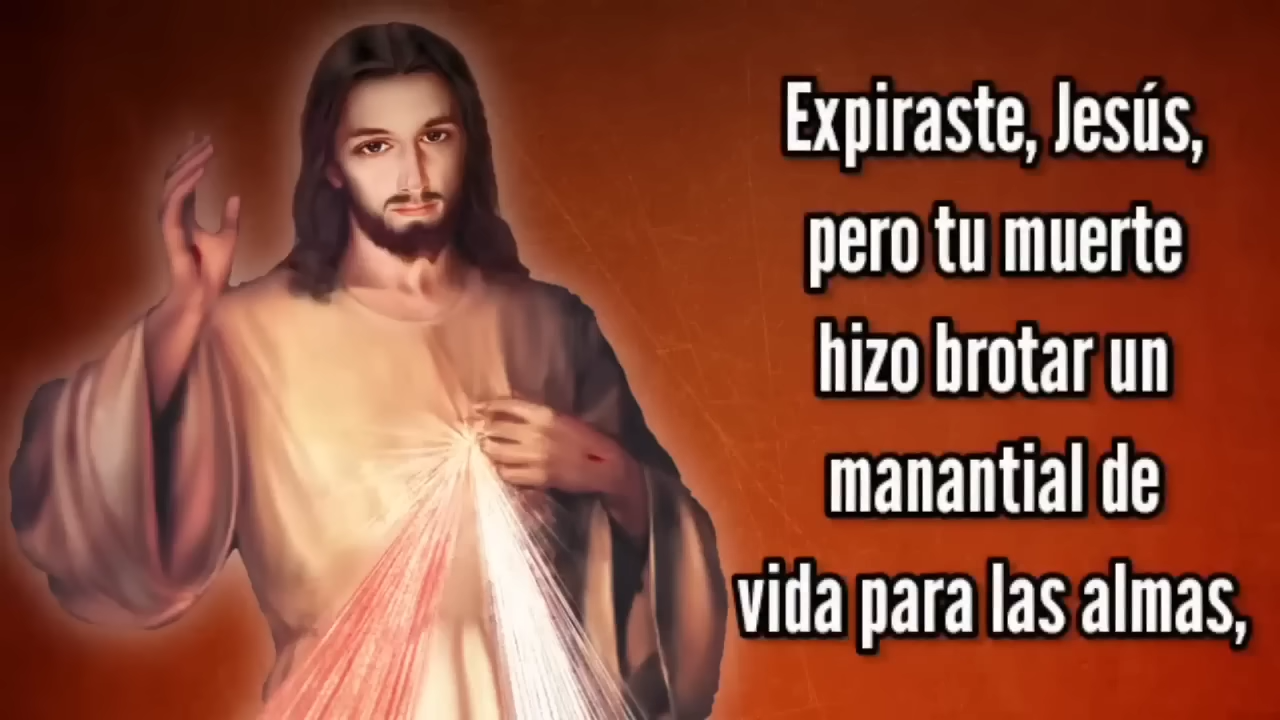 Expiraste, Jesús,
pero tu muerte
hizo brotar un
manantial de
vida para las almas,